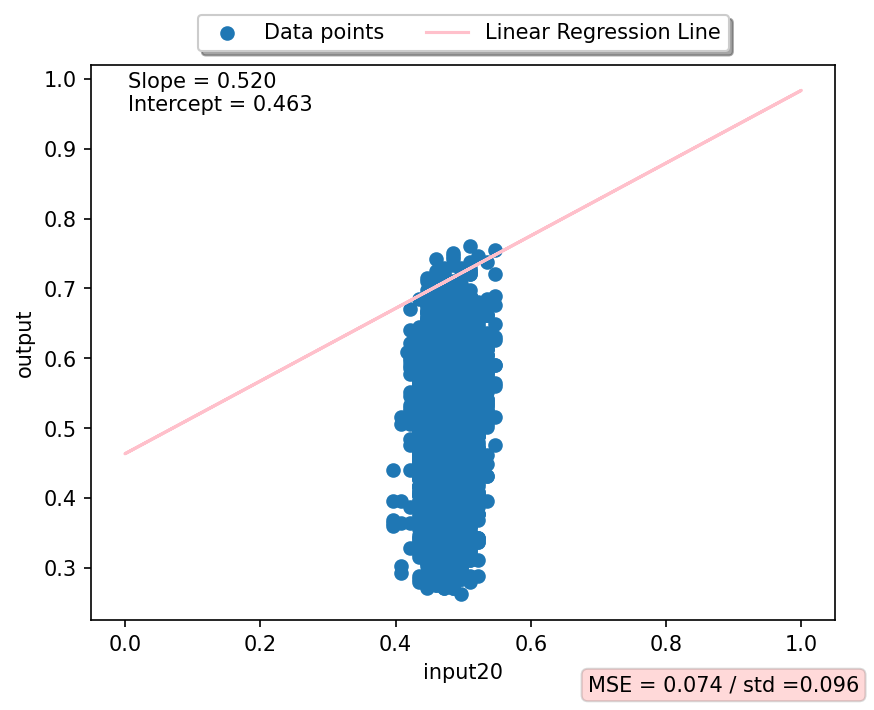 Data points
Linear Regression Line
Slope = 0.520
Intercept = 0.463
1.0
0.9
0.8
0.7
0.6
0.5
0.4
0.3
output
0.0
0.2
0.4
0.6
0.8
1.0
input20
MSE = 0.074 / std =0.096